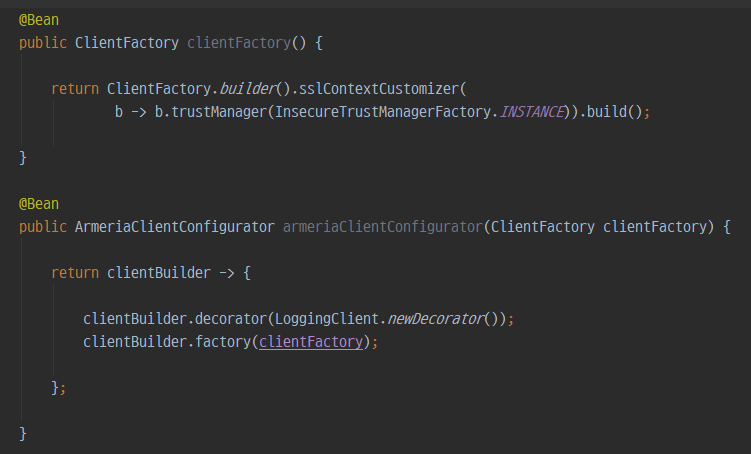 @Bean
public ClientFactory clientFactory() {
return ClientFactory.builder().sslContextCustomizer(
b -> b.trustManager(InsecureTrustManagerFactory.INSTANCE)).build();
}
@Bean
public ArmeriaClientConfigurator armeriaClientConfigurator(ClientFactory clientFactory) {
return clientBuilder -> {
clientBuilder.decorator(LoggingClient.newDecorator());
clientBuilder.factory(clientFactory);
};
}